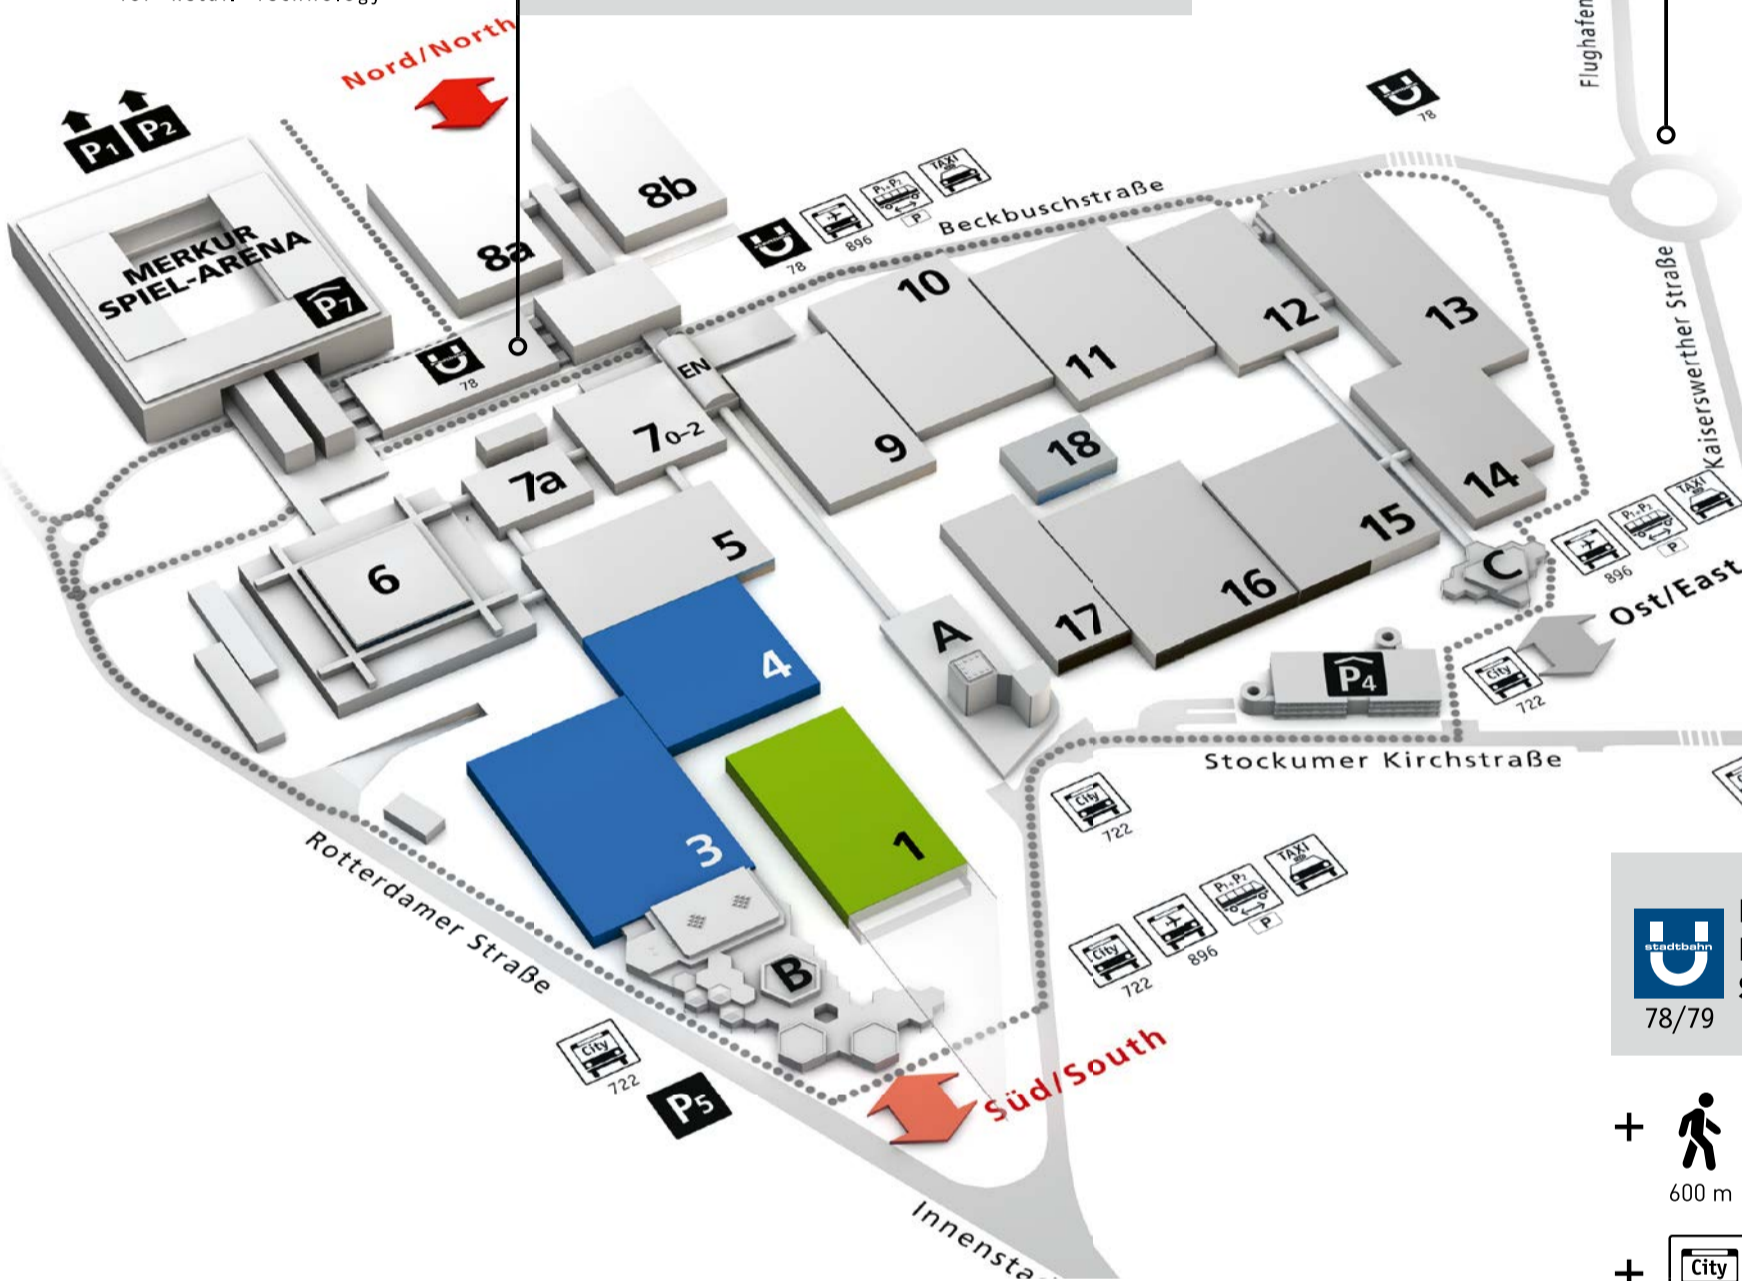 Nord/North
Flughafen
P1
P2
78
8b
TAXI
P1+P2
P
896
78
Beckbuschstraße
8a
MERKUR
SPIEL-ARENA
P7
78
EN
10
11
12
13
Kaiserswerther Straße
7 0–2
9
18
7a
14
5
15
TAXI
P1+P2
P
896
C
6
16
17
Ost/East
A
4
P4
City
722
Stockumer Kirchstraße
City
722
3
1
Rotterdamer Straße
TAXI
P1+P2
P
896
City
722
B
stadtbahn
78/79
Süd/South
City
722
P5
+
600 m
Innensta
+
City